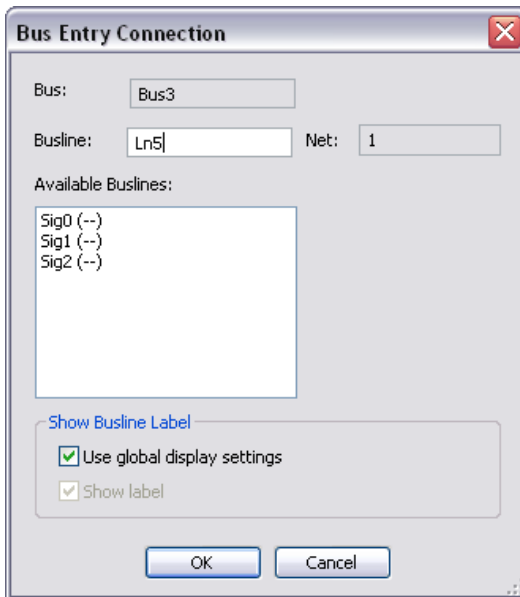 Bus Entry Connection
Bus: Bus3
Busline: Ln5 Net: 1
Available Buslines:
Sig0 (--)
Sig1 (--)
Sig2 (--)
Show Busline Label
Use global display settings
Show label
OK Cancel